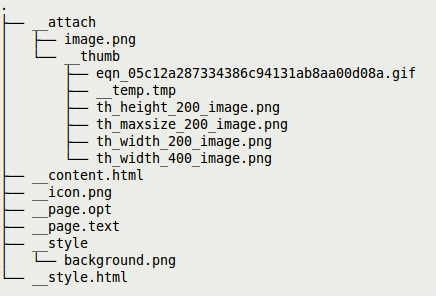 .
├── __attach
│   ├── image.png
│   └── __thumb
│       ├── eqn_05c12a287334386c94131ab8aa00d08a.gif
│       ├── __temp.tmp
│       ├── th_height_200_image.png
│       ├── th_maxsize_200_image.png
│       ├── th_width_200_image.png
│       └── th_width_400_image.png
├── __content.html
├── __icon.png
├── __page.opt
├── __page.text
├── __style
│   └── background.png
└── __style.html